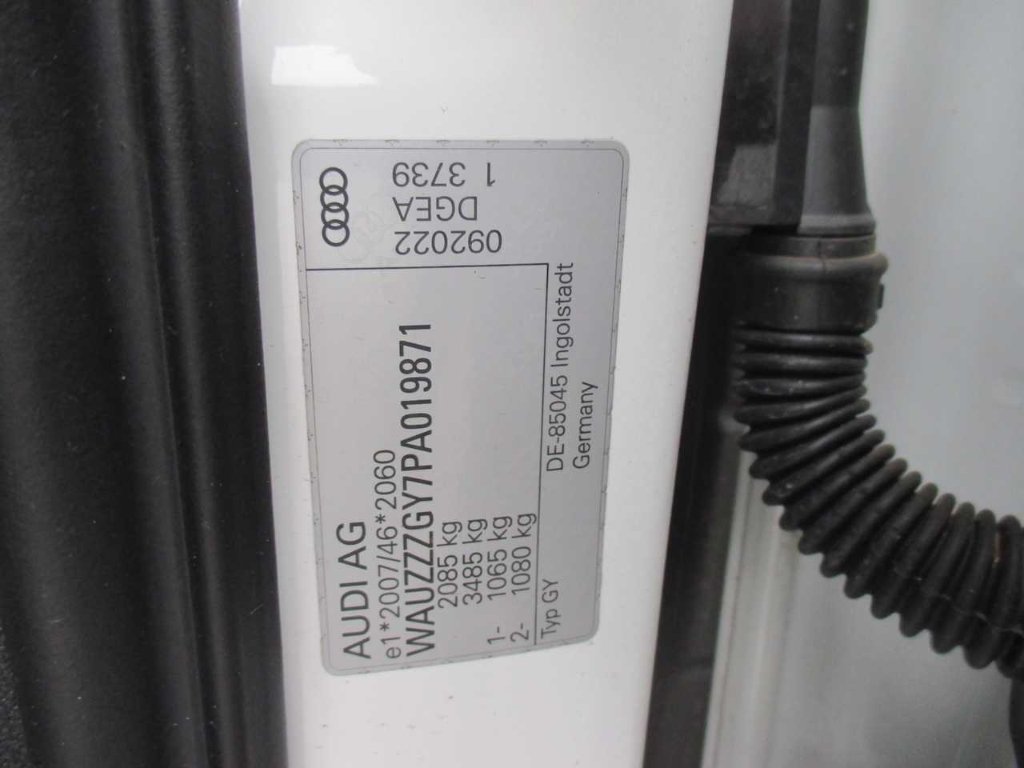 AUDI AG
e1*2007/46*2060
WAUZZZGY7PA019871
2085 kg
3485 kg
1- 1065 kg
2- 1080 kg
Typ GY
DE-85045 Ingolstadt
Germany
092022
DGEA
1 3739